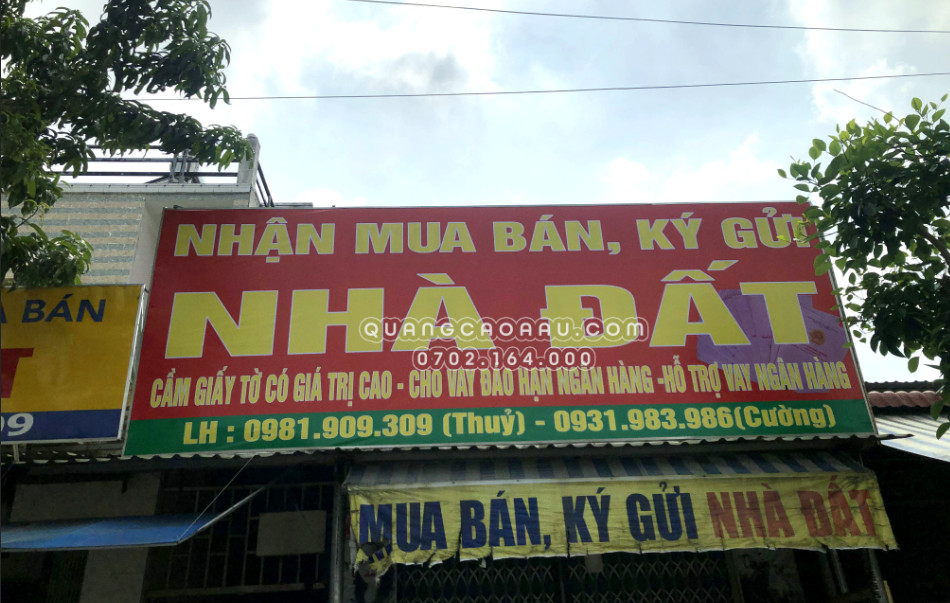 NHẬN MUA BÁN, KÝ GỬI
NHÀ ĐẤT
QUANGCAOAAU.COM
0702.164.000
CẦM GIẤY TỜ CÓ GIÁ TRỊ CAO - CHO VAY ĐÁO HẠN NGÂN HÀNG -HỖ TRỢ VAY NGÂN HÀNG
LH : 0981.909.309 (Thuỷ) - 0931.983.986(Cường)
BÁN
MUA BÁN, KÝ GỬI NHÀ ĐẤT